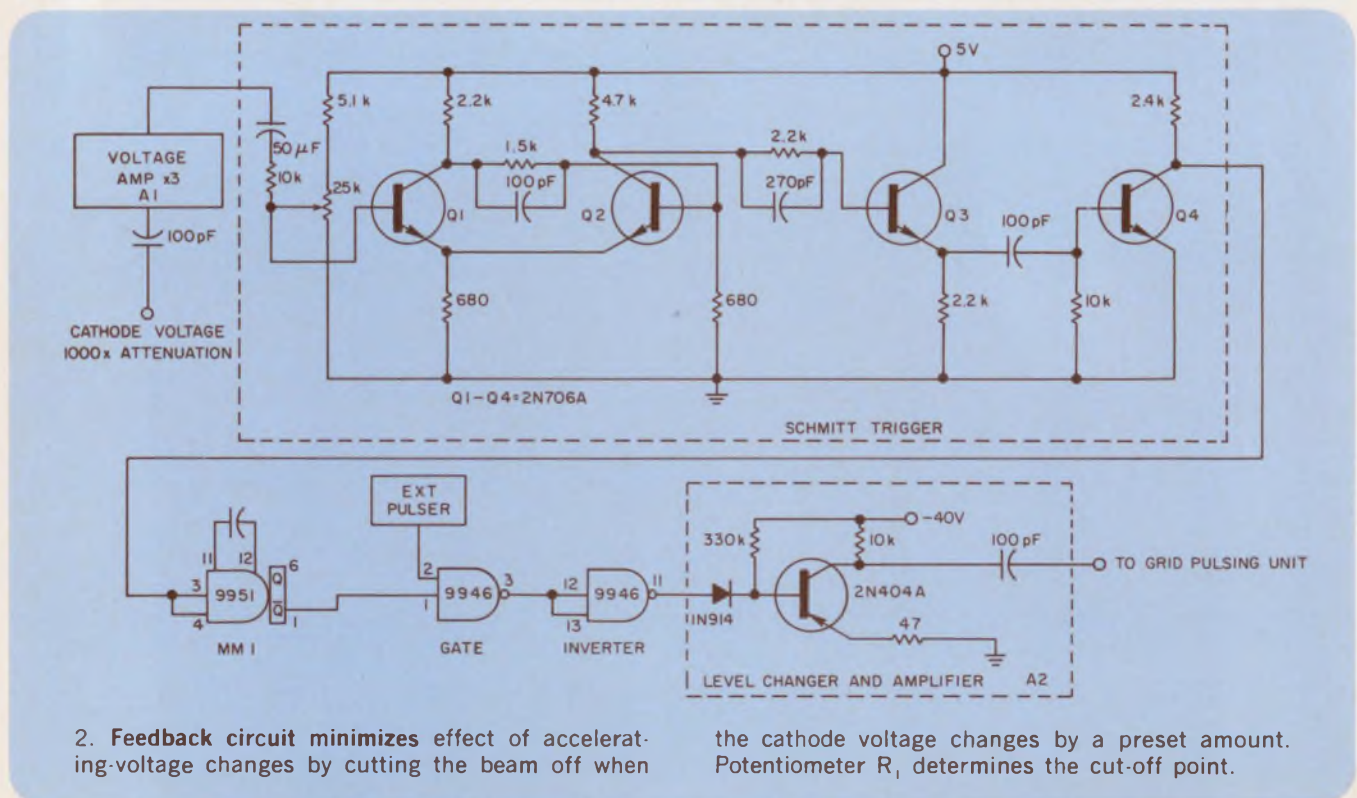 5V
5.1 k
2.2k
4.7 k
2.4k
VOLTAGE
AMP x3
A1
50µF
10k
25k
1.5k
100pF
2.2k
270pF
Q1
Q2
Q3
100pF
Q4
100pF
680
680
2.2 k
10k
CATHODE VOLTAGE
1000x ATTENUATION
Q1-Q4=2N706A
SCHMITT TRIGGER
EXT
PULSER
-40V
330k
10k
100 pF
TO GRID PULSING UNIT
11 12
3 9951 Q 6
4 Q̅ 1
2 9946 3
1
12 9946 11
13
1N914
2N404A
47
MM 1
GATE
INVERTER
LEVEL CHANGER AND AMPLIFIER A2
2. Feedback circuit minimizes effect of accelerat-
ing-voltage changes by cutting the beam off when
the cathode voltage changes by a preset amount.
Potentiometer R₁ determines the cut-off point.